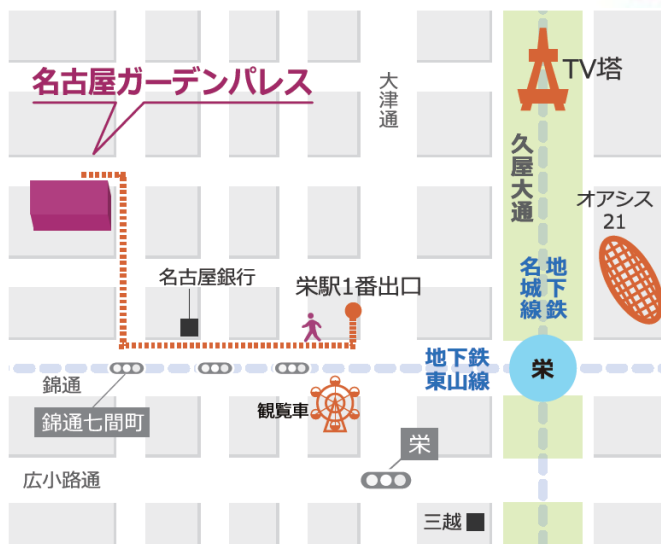 名古屋ガーデンパレス
大津通
TV塔
久屋大通
オアシス
21
名古屋銀行
栄駅1番出口
地下鉄
名城線
地下鉄
東山線
栄
錦通
錦通七間町
観覧車
栄
広小路通
三越